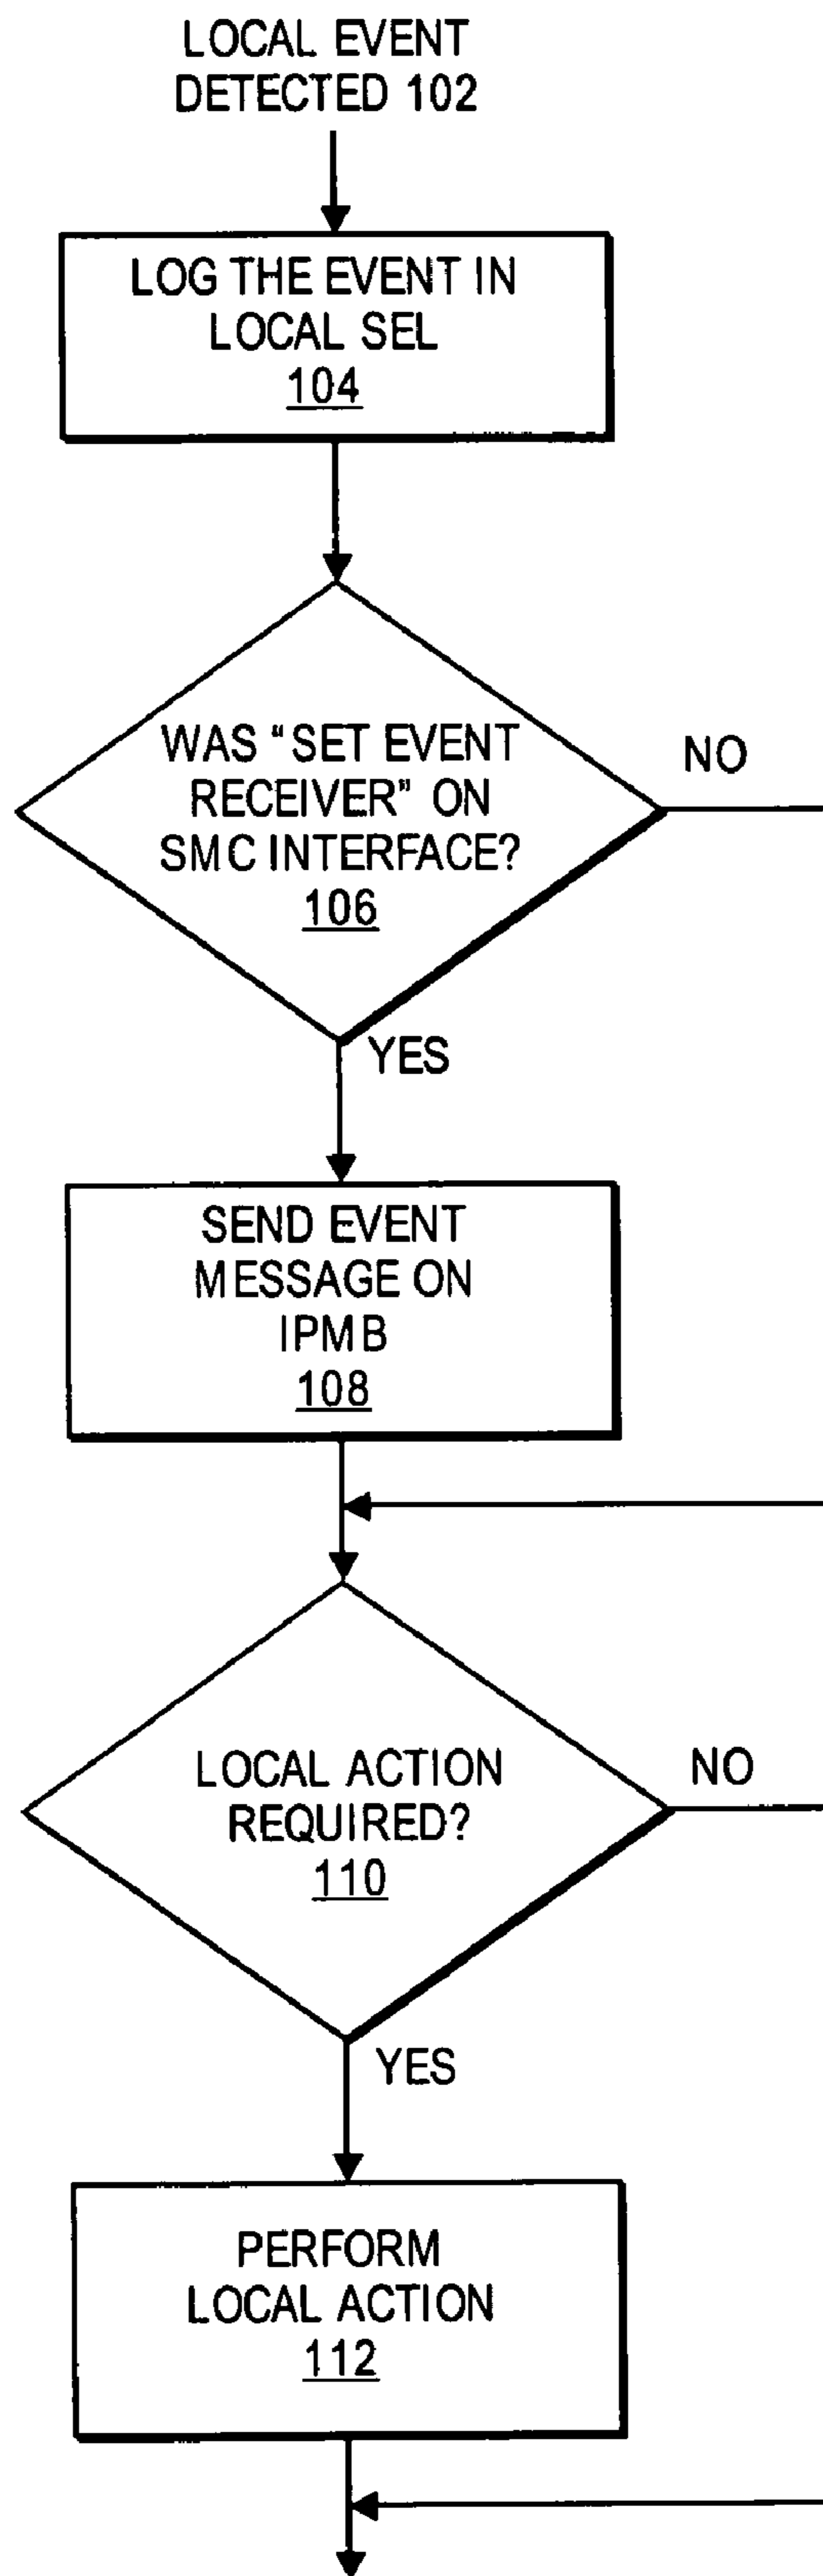 LOCAL EVENT
DETECTED 102
LOG THE EVENT IN
LOCAL SEL
104
WAS "SET EVENT
RECEIVER" ON
SMC INTERFACE?
106
NO
YES
SEND EVENT
MESSAGE ON
IPMB
108
LOCAL ACTION
REQUIRED?
110
NO
YES
PERFORM
LOCAL ACTION
112